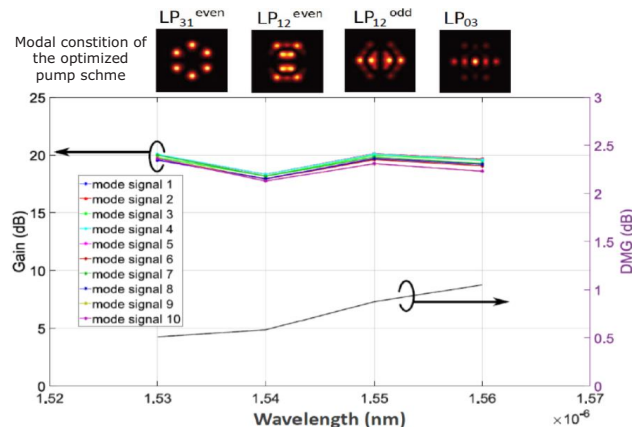 LP31even LP12even LP12odd LP03
Modal constition of
the optimized
pump schme
25
20
15
10
5
0
Gain (dB)
mode signal 1
mode signal 2
mode signal 3
mode signal 4
mode signal 5
mode signal 6
mode signal 7
mode signal 8
mode signal 9
mode signal 10
3
2.5
2
1.5
1
0.5
0
DMG (dB)
1.52 1.53 1.54 1.55 1.56 1.57
Wavelength (nm)
×10-6